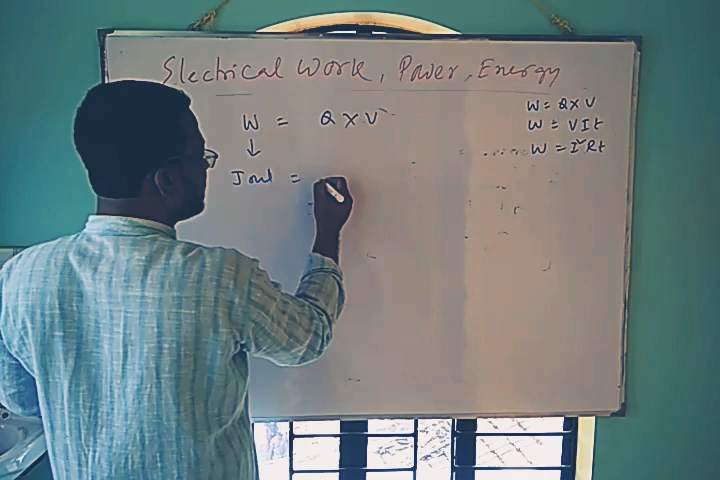 Electrical Work, Power, Energy
W = Q X V
↓
Joul =
W = Q X V
W = V I t
W = I²Rt